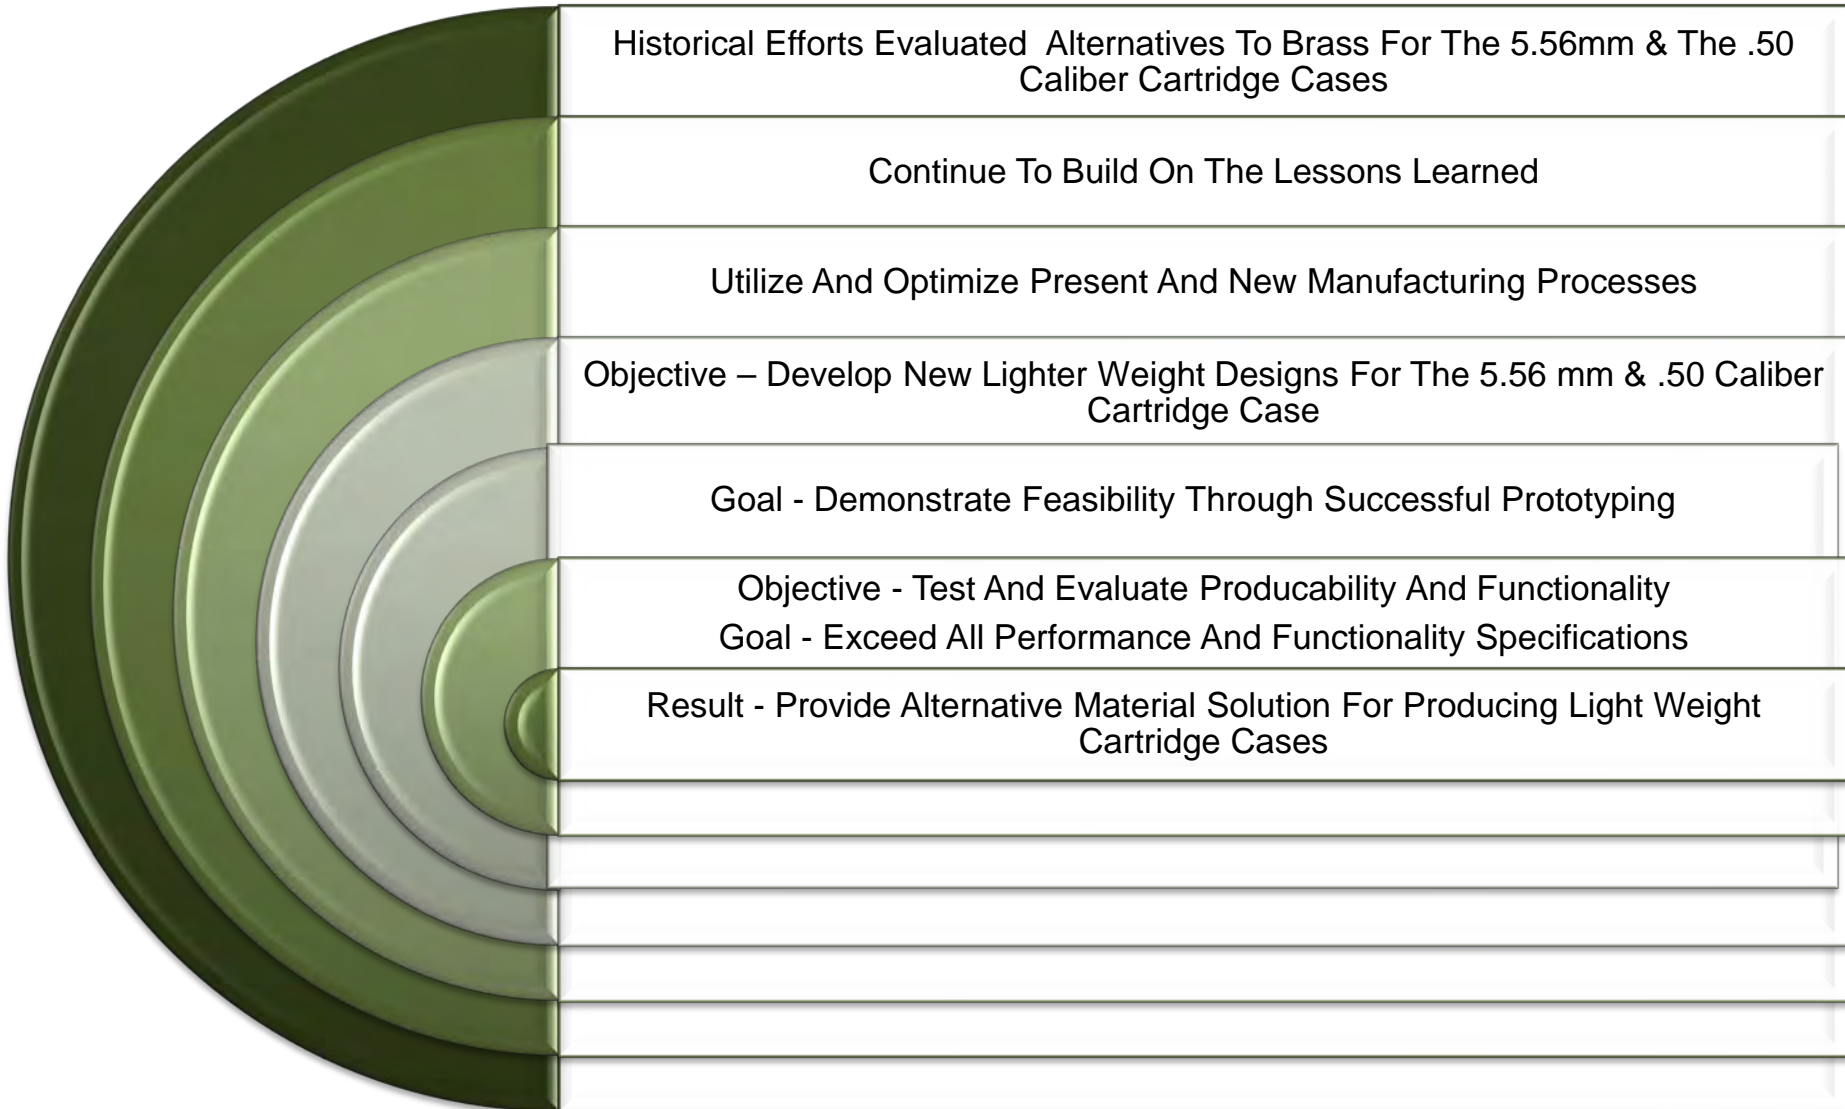 Historical Efforts Evaluated  Alternatives To Brass For The 5.56mm & The .50
Caliber Cartridge Cases
Continue To Build On The Lessons Learned
Utilize And Optimize Present And New Manufacturing Processes
Objective – Develop New Lighter Weight Designs For The 5.56 mm & .50 Caliber
Cartridge Case
Goal - Demonstrate Feasibility Through Successful Prototyping
Objective - Test And Evaluate Producability And Functionality
Goal - Exceed All Performance And Functionality Specifications
Result - Provide Alternative Material Solution For Producing Light Weight
Cartridge Cases